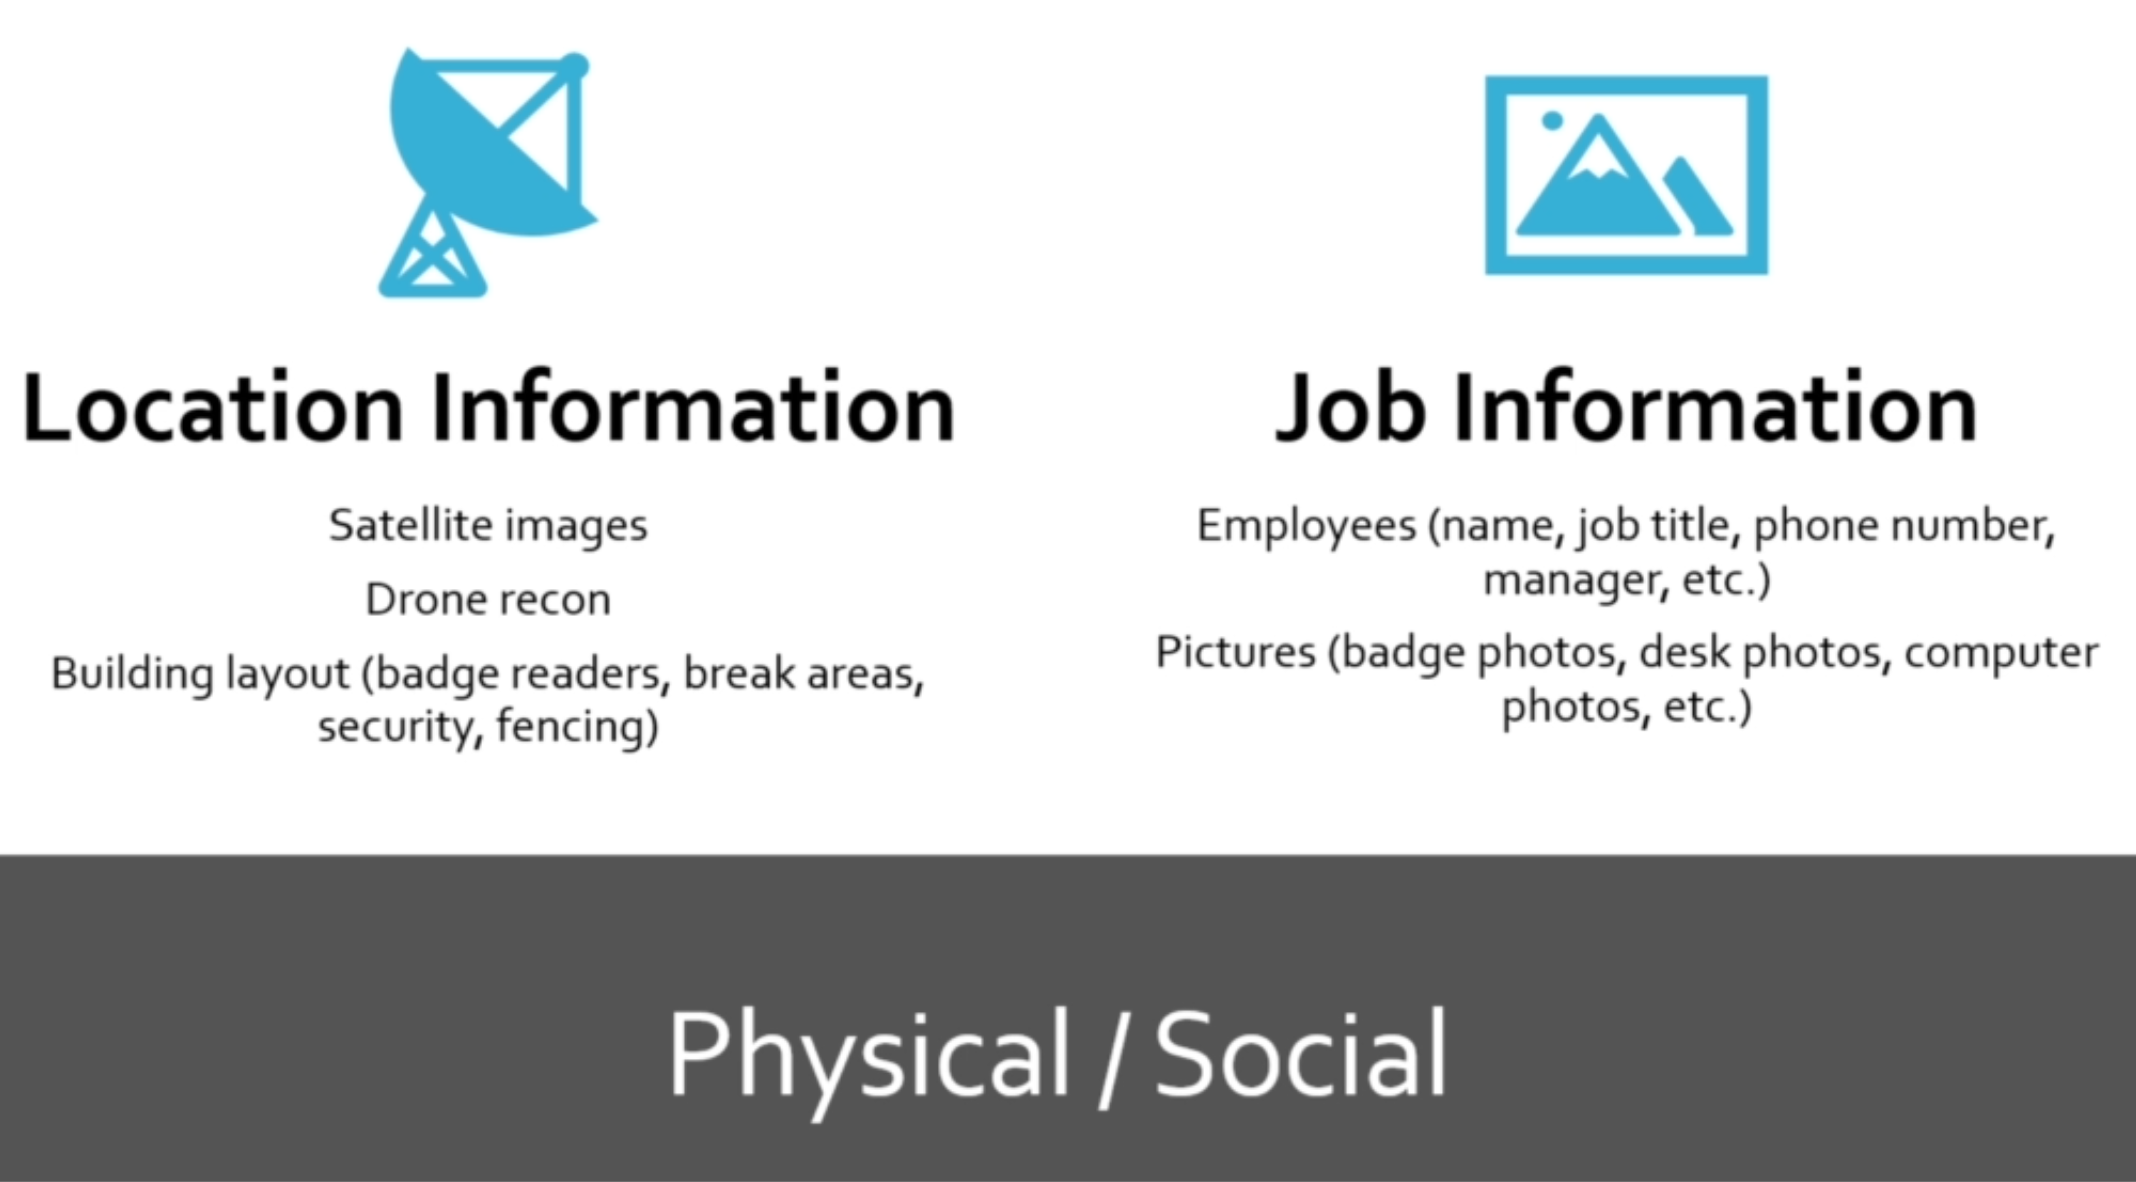 Location Information
Satellite images
Drone recon
Building layout (badge readers, break areas,
security, fencing)
Job Information
Employees (name, job title, phone number,
manager, etc.)
Pictures (badge photos, desk photos, computer
photos, etc.)
Physical / Social